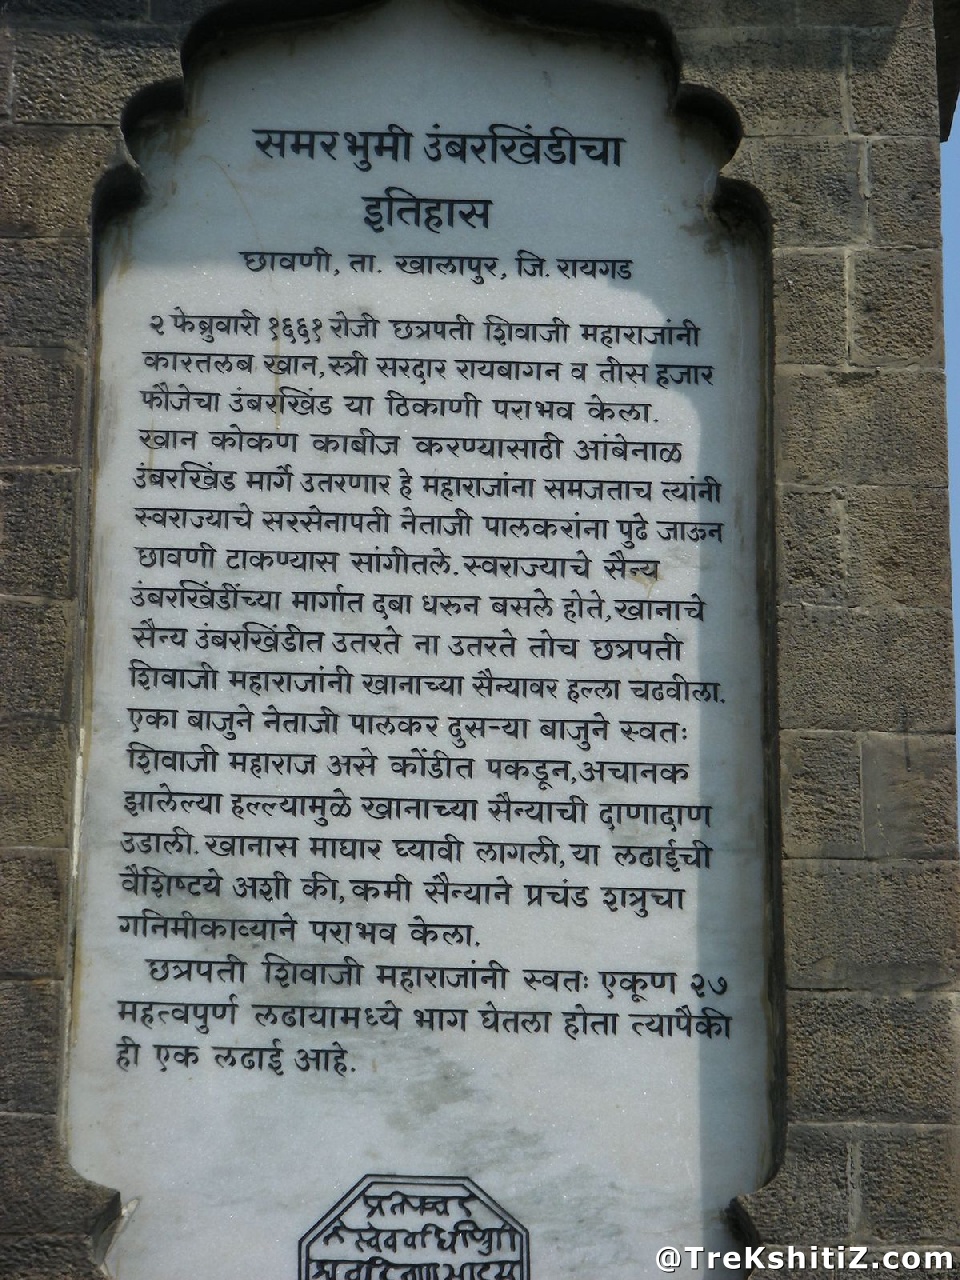 समरभुमी उंबरखिंडीचा
इतिहास
छावणी, ता. खालापुर, जि. रायगड
२ फेब्रुवारी १६६१ रोजी छत्रपती शिवाजी महाराजांनी
कारतलब खान, स्त्री सरदार रायबागन व तीस हजार
फौजेचा उंबरखिंड या ठिकाणी पराभव केला.
खान कोकण काबीज करण्यासाठी आंबेनाळ
उंबरखिंड मार्गे उतरणार हे महाराजांना समजताच त्यांनी
स्वराज्याचे सरसेनापती नेताजी पालकरांना पुढे जाऊन
छावणी टाकण्यास सांगीतले. स्वराज्याचे सैन्य
उंबरखिंडींच्या मार्गात दबा धरुन बसले होते, खानाचे
सैन्य उंबरखिंडीत उतरते ना उतरते तोच छत्रपती
शिवाजी महाराजांनी खानाच्या सैन्यावर हल्ला चढवीला.
एका बाजुने नेताजी पालकर दुसऱ्या बाजुने स्वतः
शिवाजी महाराज असे कोंडीत पकडून, अचानक
झालेल्या हल्ल्यामुळे खानाच्या सैन्याची दाणादाण
उडाली. खानास माघार घ्यावी लागली, या लढाईची
वैशिष्टये अशी की, कमी सैन्याने प्रचंड शत्रुचा
गनिमीकाव्याने पराभव केला.
छत्रपती शिवाजी महाराजांनी स्वतः एकूण २७
महत्वपुर्ण लढायामध्ये भाग घेतला होता त्यापैकी
ही एक लढाई आहे.
@TreKshitiZ.com